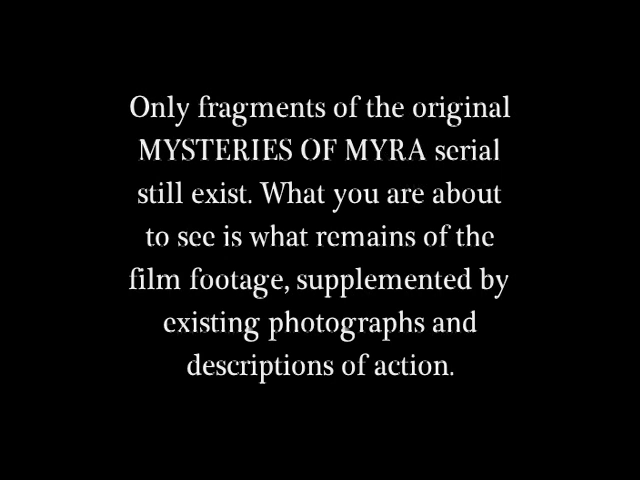 Only fragments of the original
MYSTERIES OF MYRA serial
still exist. What you are about
to see is what remains of the
film footage, supplemented by
existing photographs and
descriptions of action.